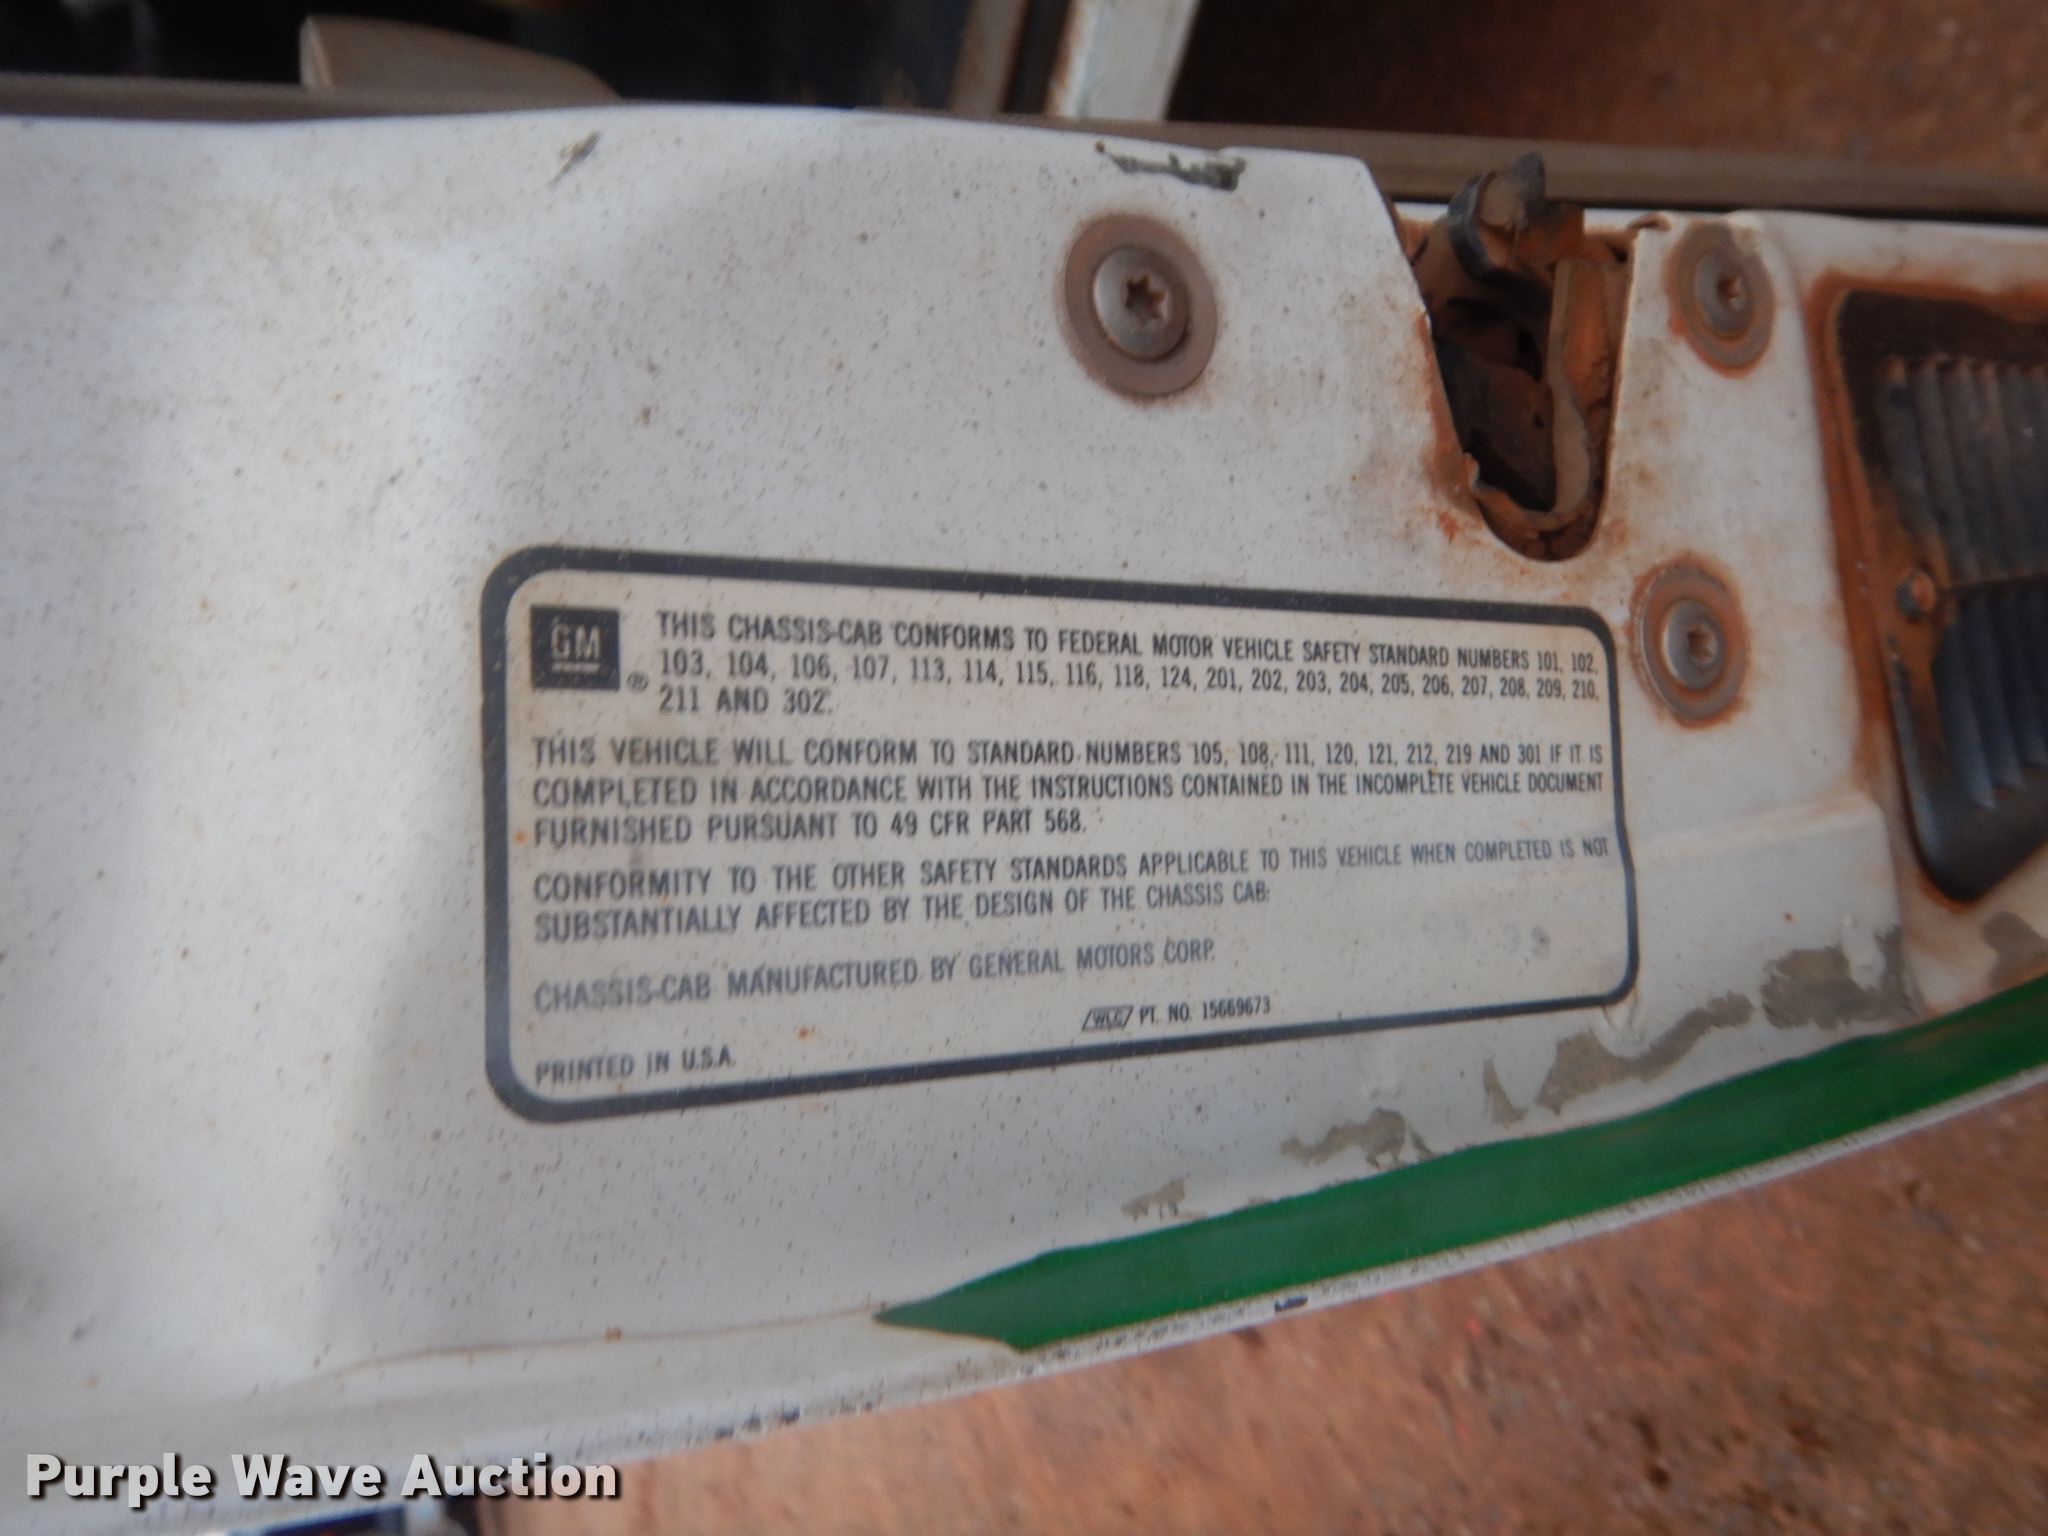 GM ® THIS CHASSIS-CAB CONFORMS TO FEDERAL MOTOR VEHICLE SAFETY STANDARD NUMBERS 101, 102,
103, 104, 106, 107, 113, 114, 115, 116, 118, 124, 201, 202, 203, 204, 205, 206, 207, 208, 209, 210,
211 AND 302.
THIS VEHICLE WILL CONFORM TO STANDARD NUMBERS 105, 108, 111, 120, 121, 212, 219 AND 301 IF IT IS
COMPLETED IN ACCORDANCE WITH THE INSTRUCTIONS CONTAINED IN THE INCOMPLETE VEHICLE DOCUMENT
FURNISHED PURSUANT TO 49 CFR PART 568.
CONFORMITY TO THE OTHER SAFETY STANDARDS APPLICABLE TO THIS VEHICLE WHEN COMPLETED IS NOT
SUBSTANTIALLY AFFECTED BY THE DESIGN OF THE CHASSIS CAB.
CHASSIS-CAB MANUFACTURED BY GENERAL MOTORS CORP.
WLC PT. NO. 15669673
PRINTED IN U.S.A.
Purple Wave Auction